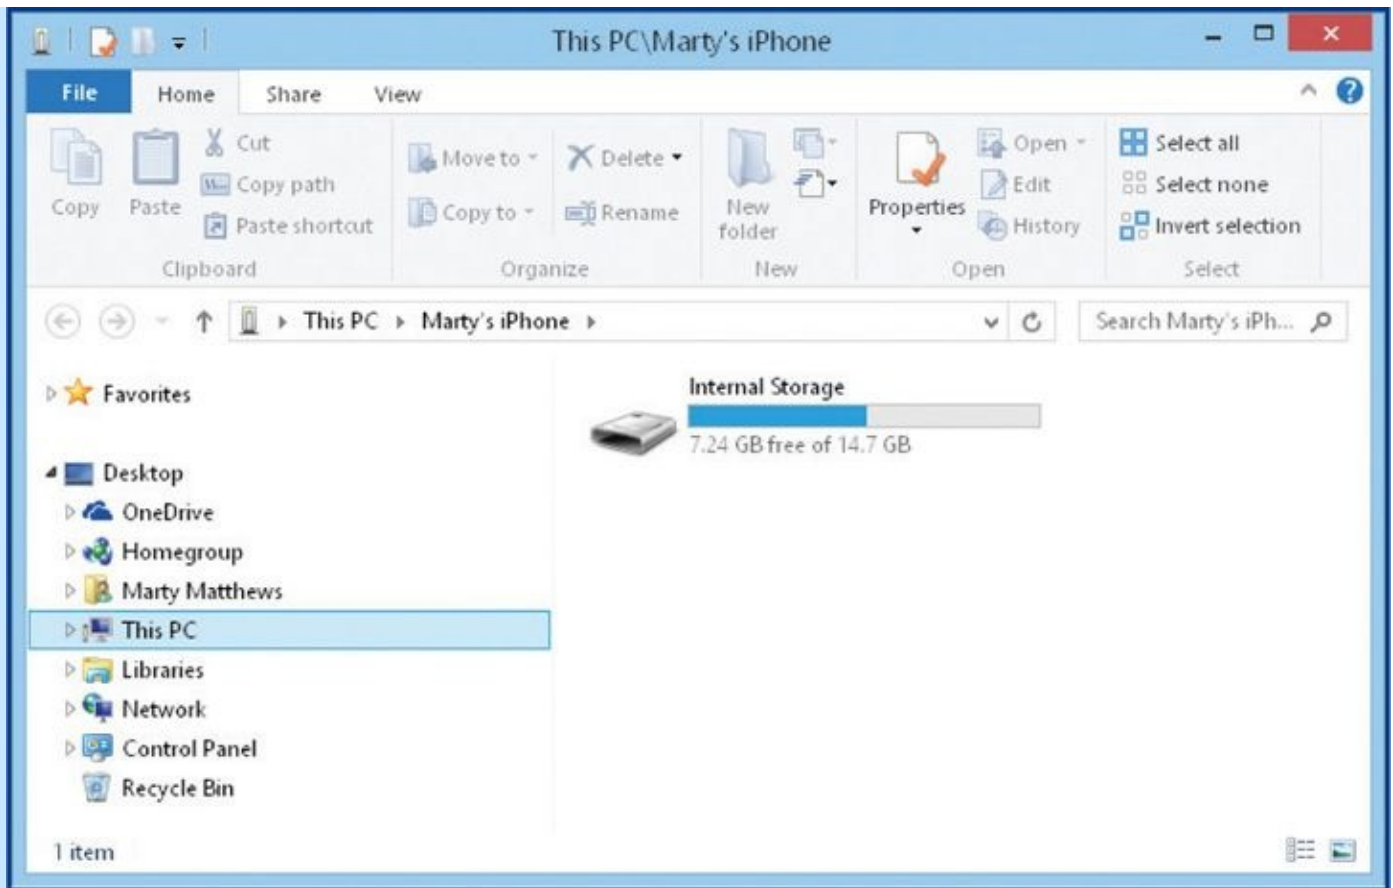 This PC\Marty's iPhone
File Home Share View
Copy
Paste
Cut
Copy path
Paste shortcut
Clipboard
Move to
Copy to
Delete
Rename
Organize
New
folder
New
Properties
Open
Edit
History
Open
Select all
Select none
Invert selection
Select
This PC Marty's iPhone
Search Marty's iPh...
Favorites
Desktop
OneDrive
Homegroup
Marty Matthews
This PC
Libraries
Network
Control Panel
Recycle Bin
Internal Storage
7.24 GB free of 14.7 GB
1 item